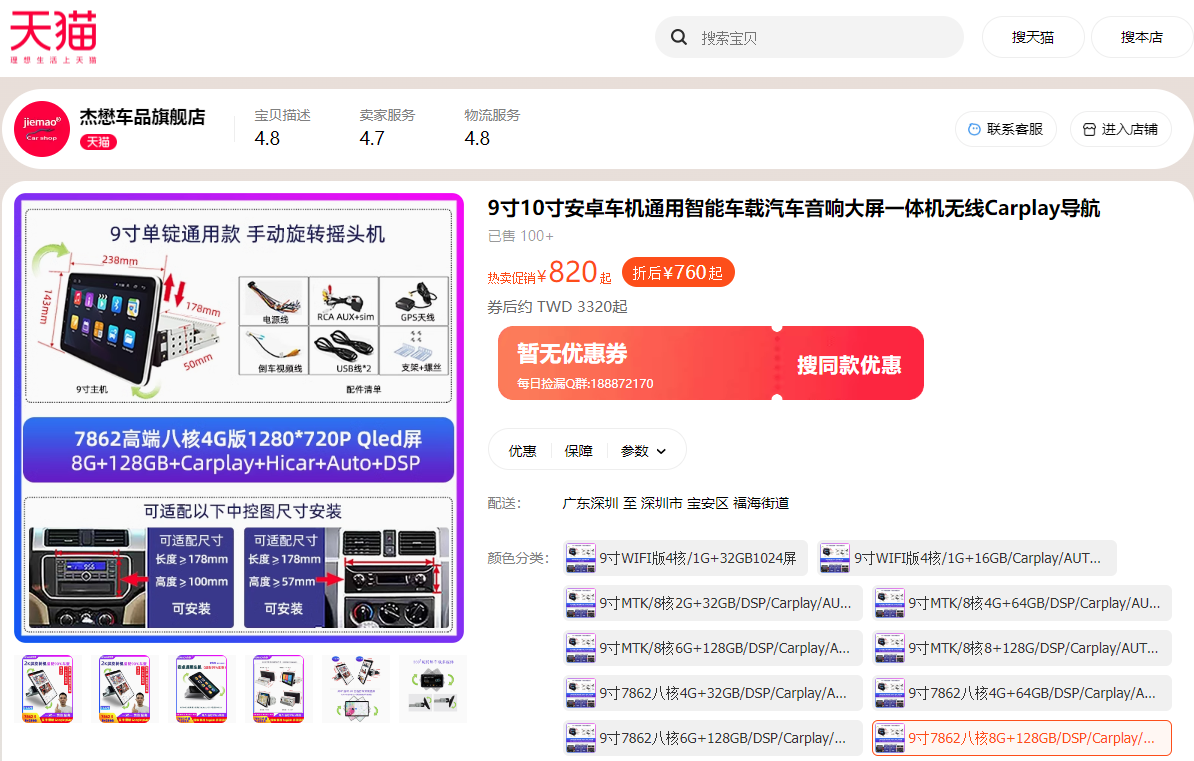 天猫
理想生活上天猫
搜索宝贝
搜天猫
搜本店
jiemao®
Car shop
杰懋车品旗舰店
天猫
宝贝描述
4.8
卖家服务
4.7
物流服务
4.8
联系客服
进入店铺
9寸单锭通用款 手动旋转摇头机
238mm
143mm
178mm
50mm
9寸主机
电源线
RCA AUX+sim
GPS天线
倒车视频线
USB线*2
支架+螺丝
配件清单
7862高端八核4G版1280*720P Qled屏
8G+128GB+Carplay+Hicar+Auto+DSP
可适配以下中控图尺寸安装
可适配尺寸
长度≥178mm
高度≥100mm
可安装
可适配尺寸
长度≥178mm
高度≥57mm
可安装
9寸10寸安卓车机通用智能车载汽车音响大屏一体机无线Carplay导航
已售 100+
热卖促销¥820起
折后¥760起
券后约 TWD 3320起
暂无优惠券
每日捡漏Q群:188872170
搜同款优惠
优惠
保障
参数
配送：
广东深圳 至 深圳市 宝安区 福海街道
颜色分类：
9寸WIFI版4核/1G+32GB1024屏
9寸WIFI版4核/1G+16GB/Carplay/AUT...
9寸MTK/8核2G+32GB/DSP/Carplay/AU...
9寸MTK/8核4G+64GB/DSP/Carplay/AU...
9寸MTK/8核6G+128GB/DSP/Carplay/A...
9寸MTK/8核8+128G/DSP/Carplay/AUT...
9寸7862八核4G+32GB/DSP/Carplay/A...
9寸7862八核4G+64GB/DSP/Carplay/A...
9寸7862八核6G+128GB/DSP/Carplay/...
9寸7862八核8G+128GB/DSP/Carplay/...